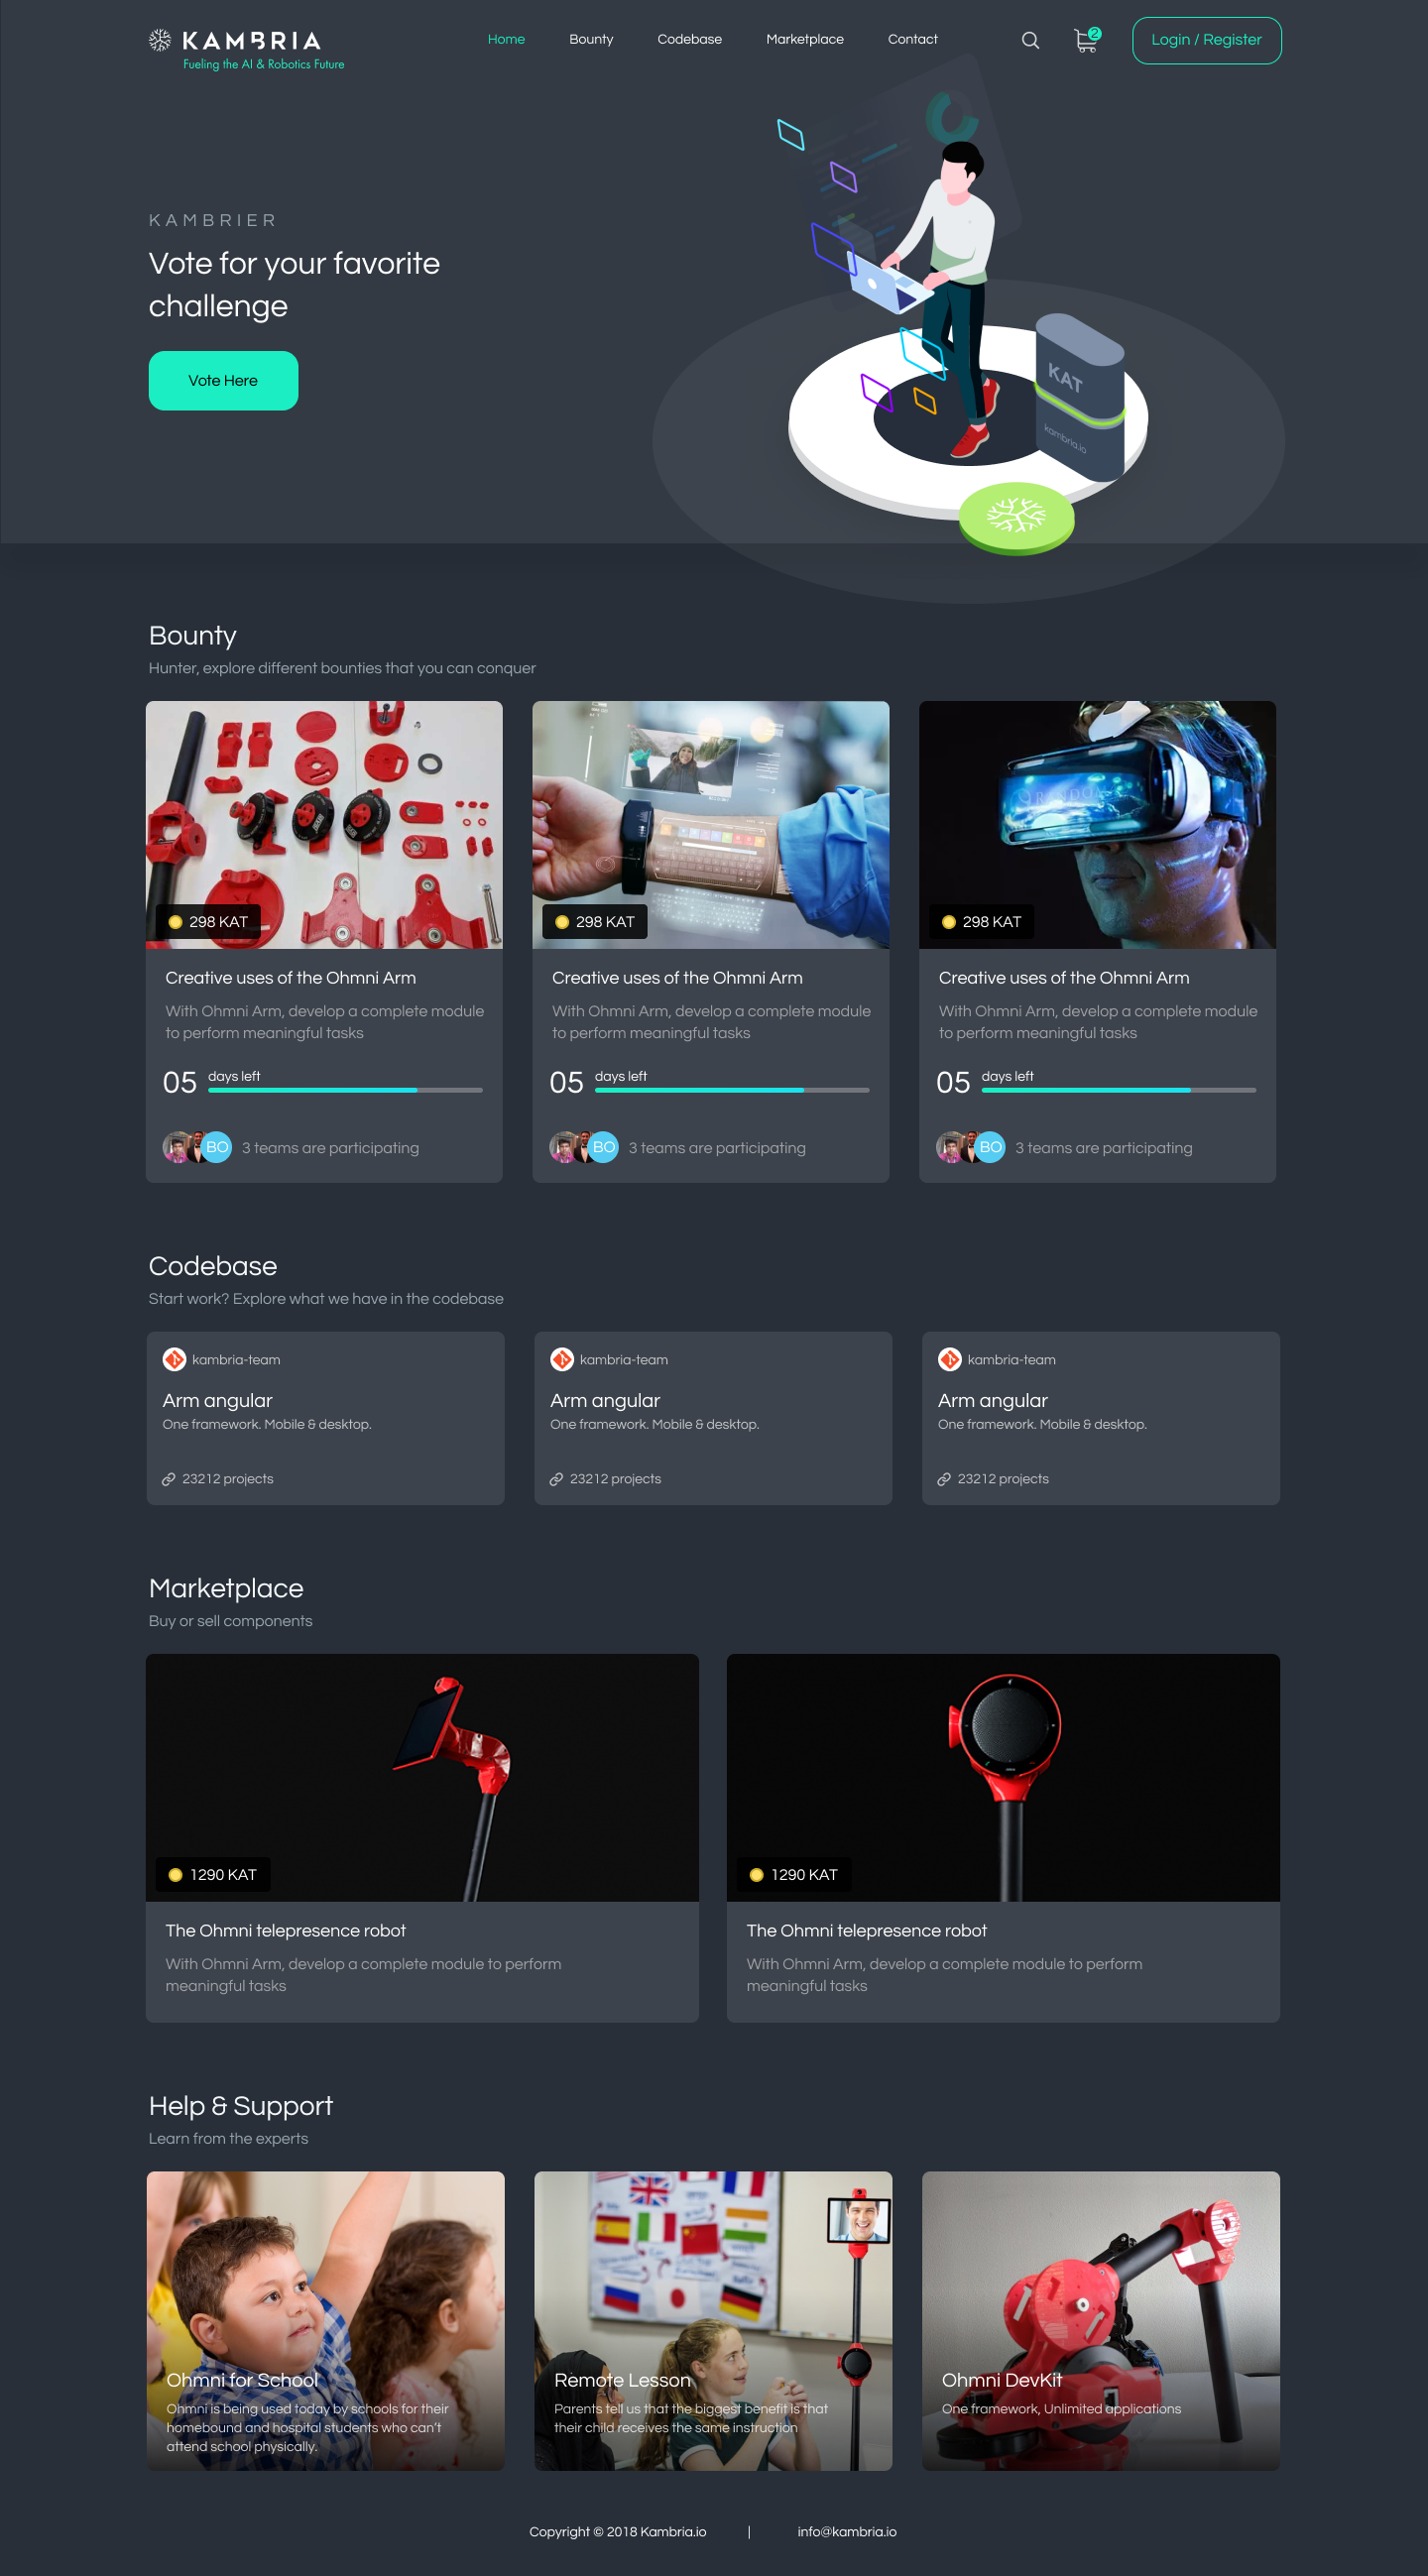 KAMBRIA
Fueling the AI & Robotics Future
Home
Bounty
Codebase
Marketplace
Contact
2
Login / Register
KAMBRIER
Vote for your favorite
challenge
Vote Here
KAT
kambria.io
Bounty
Hunter, explore different bounties that you can conquer
298 KAT
298 KAT
298 KAT
Creative uses of the Ohmni Arm
With Ohmni Arm, develop a complete module
to perform meaningful tasks
05
days left
BO
3 teams are participating
Creative uses of the Ohmni Arm
With Ohmni Arm, develop a complete module
to perform meaningful tasks
05
days left
BO
3 teams are participating
Creative uses of the Ohmni Arm
With Ohmni Arm, develop a complete module
to perform meaningful tasks
05
days left
BO
3 teams are participating
Codebase
Start work? Explore what we have in the codebase
kambria-team
Arm angular
One framework. Mobile & desktop.
23212 projects
kambria-team
Arm angular
One framework. Mobile & desktop.
23212 projects
kambria-team
Arm angular
One framework. Mobile & desktop.
23212 projects
Marketplace
Buy or sell components
1290 KAT
The Ohmni telepresence robot
With Ohmni Arm, develop a complete module to perform
meaningful tasks
1290 KAT
The Ohmni telepresence robot
With Ohmni Arm, develop a complete module to perform
meaningful tasks
Help & Support
Learn from the experts
Ohmni for School
Ohmni is being used today by schools for their
homebound and hospital students who can't
attend school physically.
Remote Lesson
Parents tell us that the biggest benefit is that
their child receives the same instruction
Ohmni DevKit
One framework, Unlimited applications
Copyright © 2018 Kambria.io | info@kambria.io